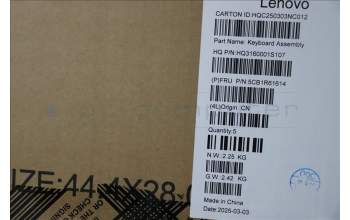 Lenovo
CARTON ID:HQC250303NC012
Part Name: Keyboard Assembly
HQ P/N:HQ3160001S107
(P)FRU P/N:5CB1R61614
(4L)Origin :CN
Quantity:5
N.W.:2.25 KG
G.W.:2.42 KG
Made in China
Date:2025-03-03
IZE:44.4X28